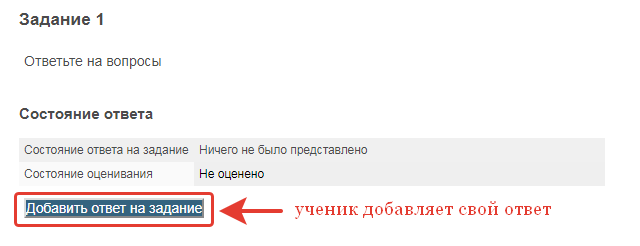 Задание 1
Ответьте на вопросы
Состояние ответа
Состояние ответа на задание Ничего не было представлено
Состояние оценивания Не оценено
Добавить ответ на задание ученик добавляет свой ответ